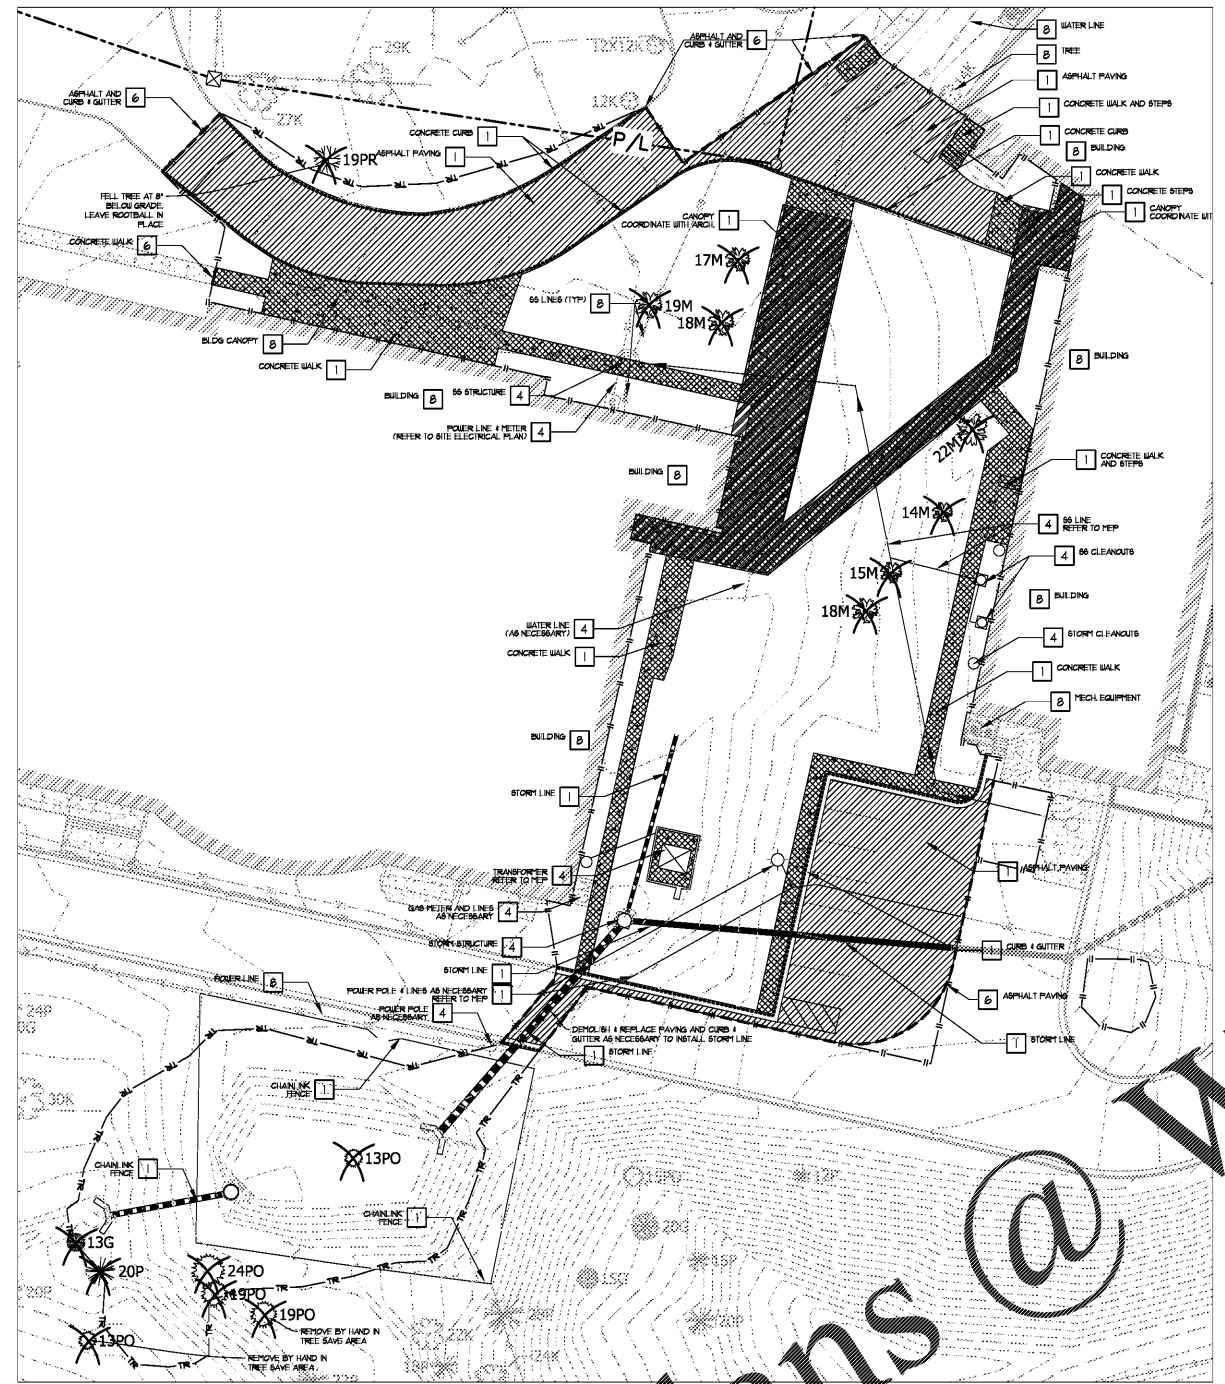 8 WATER LINE
8 TREE
1 ASPHALT PAVING
1 CONCRETE WALK AND STEPS
1 CONCRETE CURB
8 BUILDING
1 CONCRETE WALK
1 CONCRETE STEPS
1 CANOPY
COORDINATE WIT
ASPHALT AND
CURB & GUTTER 6
29K
12X12K
12K
27K
ASPHALT AND
CURB & GUTTER 6
P/L
CONCRETE CURB 1
ASPHALT PAVING 1
19PR
TR
TR
TR
TR
TR
FELL TREE AT 8"
BELOW GRADE.
LEAVE ROOTBALL IN
PLACE
CONCRETE WALK 6
CANOPY
COORDINATE WITH ARCH. 1
17M
19M
18M
SS LINES (TYP) 8
BLDG CANOPY 8
CONCRETE WALK 1
BUILDING 8
SS STRUCTURE 4
POWER LINE & METER
(REFER TO SITE ELECTRICAL PLAN) 4
BUILDING 8
8 BUILDING
22M
1 CONCRETE WALK
AND STEPS
14M
4 SS LINE
REFER TO MEP
4 SS CLEANOUTS
15M
18M
8 BUILDING
WATER LINE
(AS NECESSARY) 4
CONCRETE WALK 1
4 STORM CLEANOUTS
1 CONCRETE WALK
8 MECH. EQUIPMENT
BUILDING 8
STORM LINE 1
TRANSFORMER
REFER TO MEP 4
GAS METER AND LINES
AS NECESSARY 4
STORM STRUCTURE 4
STORM LINE 1
POWER POLE & LINES AS NECESSARY
REFER TO MEP 1
POWER POLE
AS NECESSARY 4
POWER LINE 8
1 ASPHALT PAVING
CURB & GUTTER
6 ASPHALT PAVING
1 STORM LINE
DEMOLISH & REPLACE PAVING AND CURB &
GUTTER AS NECESSARY TO INSTALL STORM LINE
1 STORM LINE
24P
30K
CHAINLINK
FENCE 1
CHAINLINK
FENCE 1
CHAINLINK
FENCE 1
13PO
13G
20P
24PO
19PO
19PO
13PO
REMOVE BY HAND IN
TREE SAVE AREA
REMOVE BY HAND IN
TREE SAVE AREA
20G
15P
22K
24K
20P
ns @ W